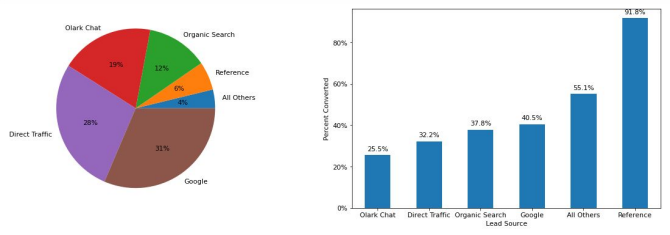 Olark Chat
19%
Organic Search
12%
Reference
6%
All Others
4%
Direct Traffic
28%
31%
Google
Percent Converted
80%
60%
40%
20%
0%
25.5%
32.2%
37.8%
40.5%
55.1%
91.8%
Olark Chat Direct Traffic Organic Search Google All Others Reference
Lead Source